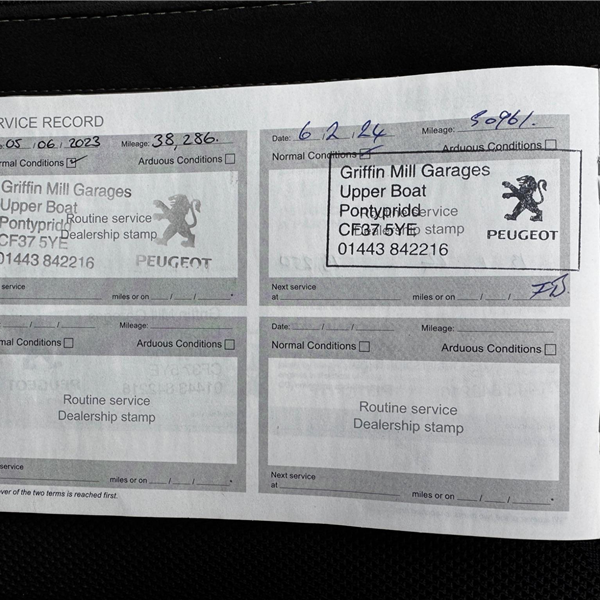 RVICE RECORD
05 / 06 / 2023 Mileage: 38,286.
rmal Conditions Arduous Conditions
Griffin Mill Garages
Upper Boat
Pontypridd
CF37 5YE
01443 842216
PEUGEOT
Routine service
Dealership stamp
service
miles or on / / *
Date: 6 / 2 / 24 Mileage: 50961.
Normal Conditions Arduous Conditions
Griffin Mill Garages
Upper Boat
Pontypridd
CF37 5YE
01443 842216
PEUGEOT
Routine service
Dealership stamp
Next service
at miles or on / / *
/ / Mileage:
mal Conditions Arduous Conditions
Routine service
Dealership stamp
service
miles or on / / *
Date: / / Mileage:
Normal Conditions Arduous Conditions
Routine service
Dealership stamp
Next service
at miles or on / / *
ever of the two terms is reached first.